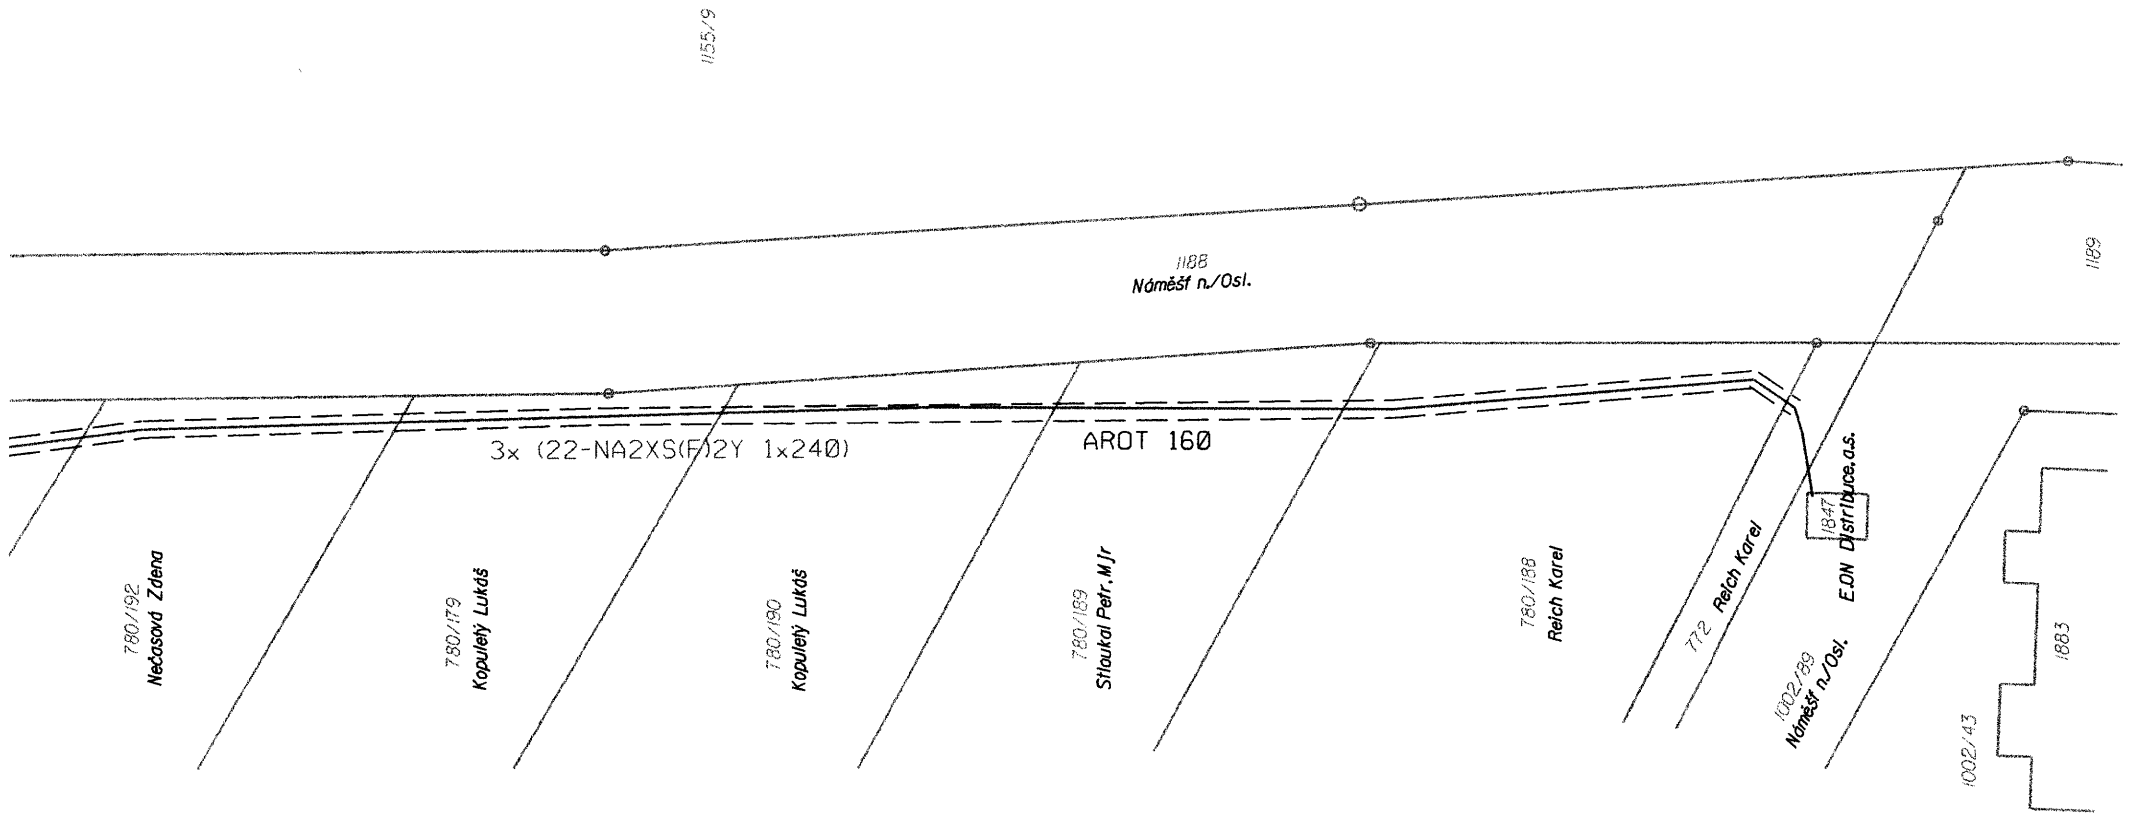 1155/9
1188
Náměšť n./Osl.
1189
3x (22-NA2XS(F)2Y 1x240)
AROT 160
780/192
Nečasová Zdena
780/179
Kopuletý Lukáš
780/190
Kopuletý Lukáš
780/189
Stloukal Petr, Mjr
780/188
Reich Karel
772 Reich Karel
1847
E.ON Distribuce,a.s.
1002/89
Náměšť n./Osl.
1002/43
1883